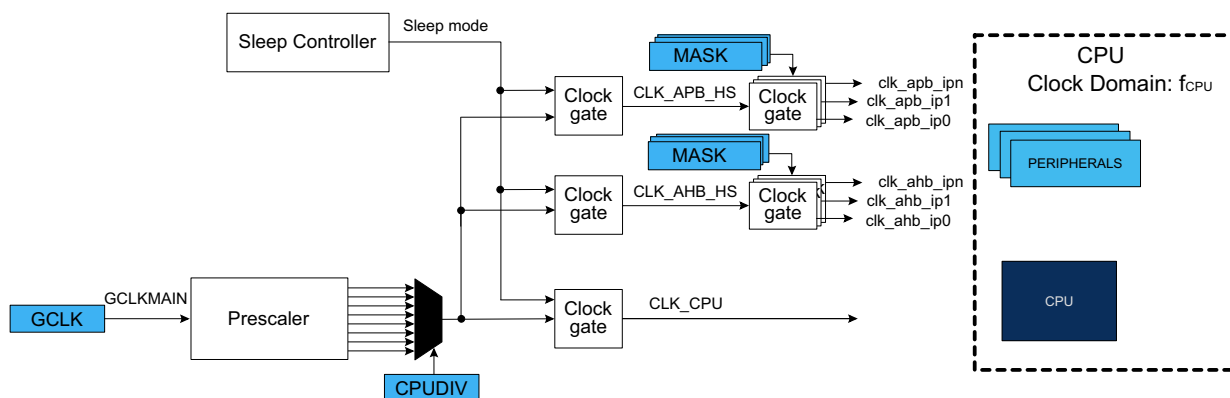 Sleep mode
Sleep Controller
MASK
CPU
Clock Domain: fCPU
Clock
gate
CLK_APB_HS
Clock
gate
clk_apb_ipn
clk_apb_ip1
clk_apb_ip0
MASK
PERIPHERALS
Clock
gate
CLK_AHB_HS
Clock
gate
clk_ahb_ipn
clk_ahb_ip1
clk_ahb_ip0
GCLK
GCLKMAIN
Prescaler
CPUDIV
Clock
gate
CLK_CPU
CPU